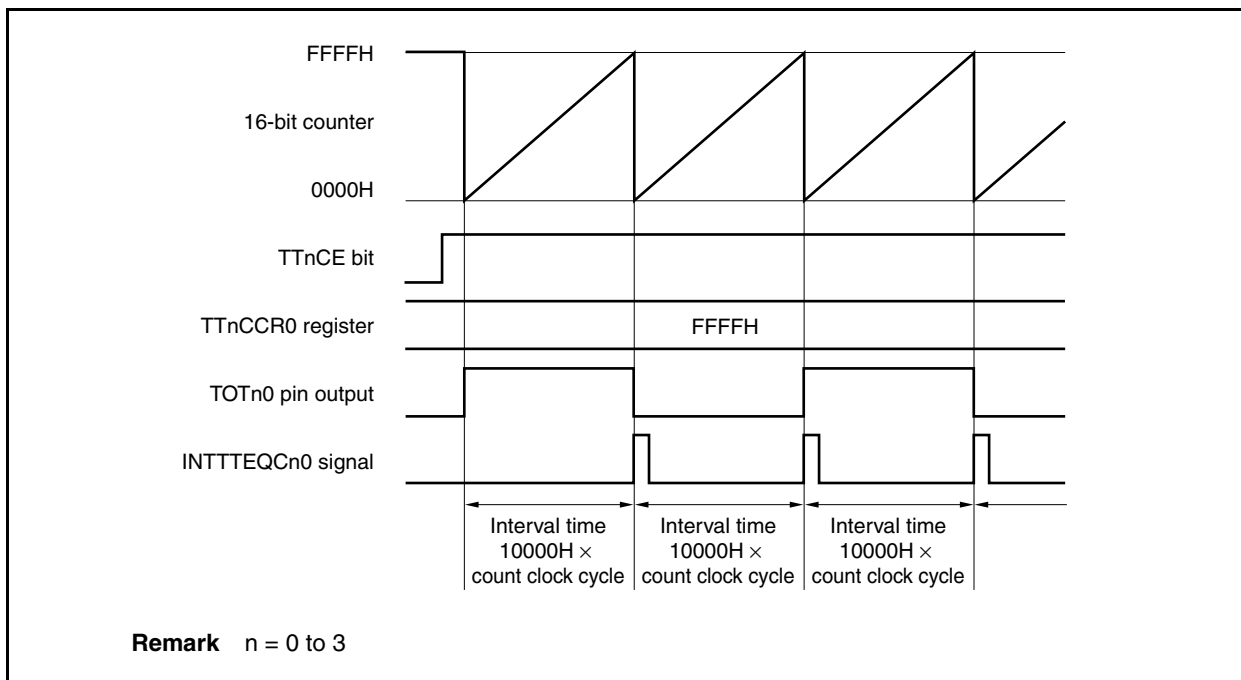 FFFFH
16-bit counter
0000H
TTnCE bit
TTnCCR0 register
FFFFH
TOTn0 pin output
INTTTEQCn0 signal
Interval time
10000H ×
count clock cycle
Interval time
10000H ×
count clock cycle
Interval time
10000H ×
count clock cycle
Remark n = 0 to 3